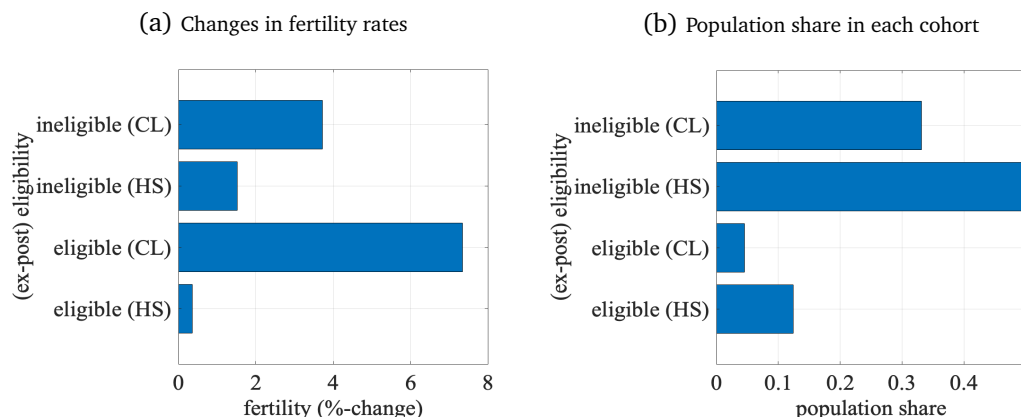 (a) Changes in fertility rates
ineligible (CL)
ineligible (HS)
eligible (CL)
eligible (HS)
(ex-post) eligibility
0 2 4 6 8
fertility (%-change)
(b) Population share in each cohort
ineligible (CL)
ineligible (HS)
eligible (CL)
eligible (HS)
(ex-post) eligibility
0 0.1 0.2 0.3 0.4
population share